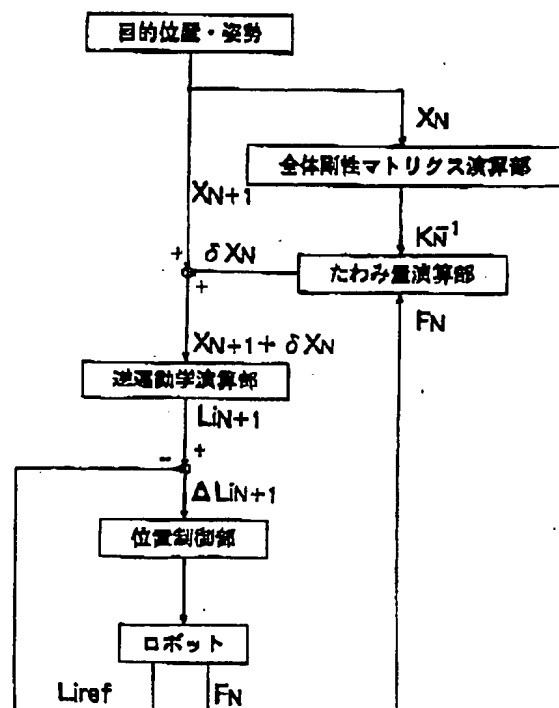 目的位置・姿勢
XN
全体剛性マトリクス演算部
XN+1
KN⁻¹
+ δXN
たわみ量演算部
+
FN
XN+1 + δXN
逆運動学演算部
LiN+1
- +
ΔLiN+1
位置制御部
ロボット
Liref FN